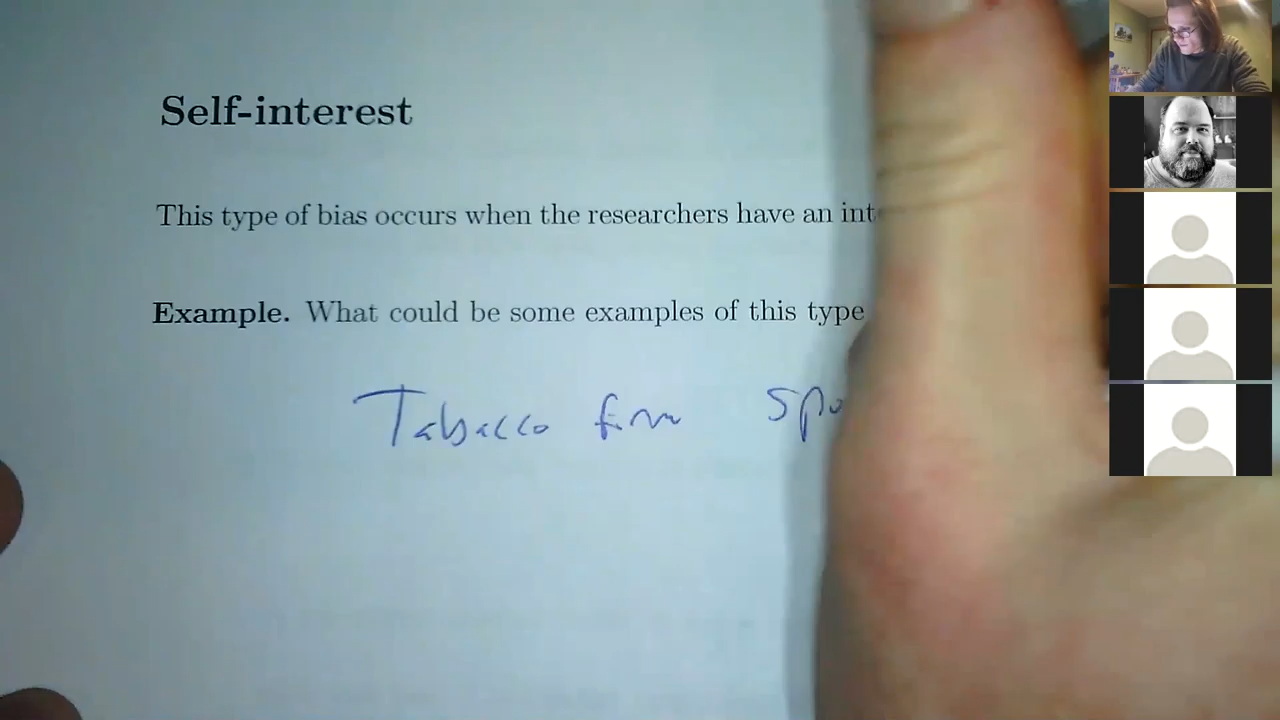 Self-interest
This type of bias occurs when the researchers have an int
Example. What could be some examples of this type
Tabacco firm Spo